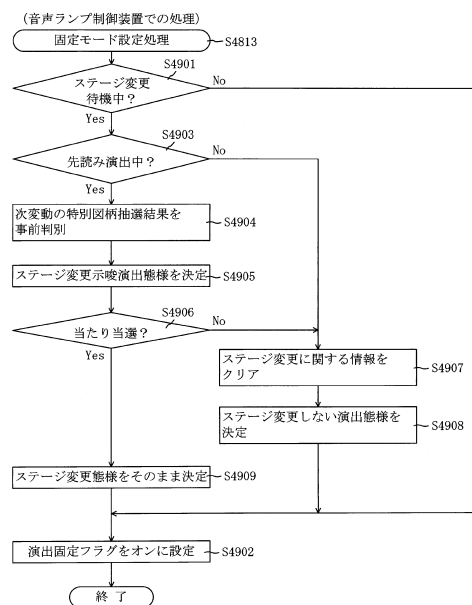 (音声ランプ制御装置での処理)
固定モード設定処理
S4813
S4901
ステージ変更
待機中？
No
Yes
S4903
先読み演出中？
No
Yes
次変動の特別図柄抽選結果を
事前判別
S4904
ステージ変更示唆演出態様を決定
S4905
S4906
当たり当選？
No
Yes
ステージ変更に関する情報を
クリア
S4907
ステージ変更しない演出態様を
決定
S4908
ステージ変更態様をそのまま決定
S4909
演出固定フラグをオンに設定
S4902
終了